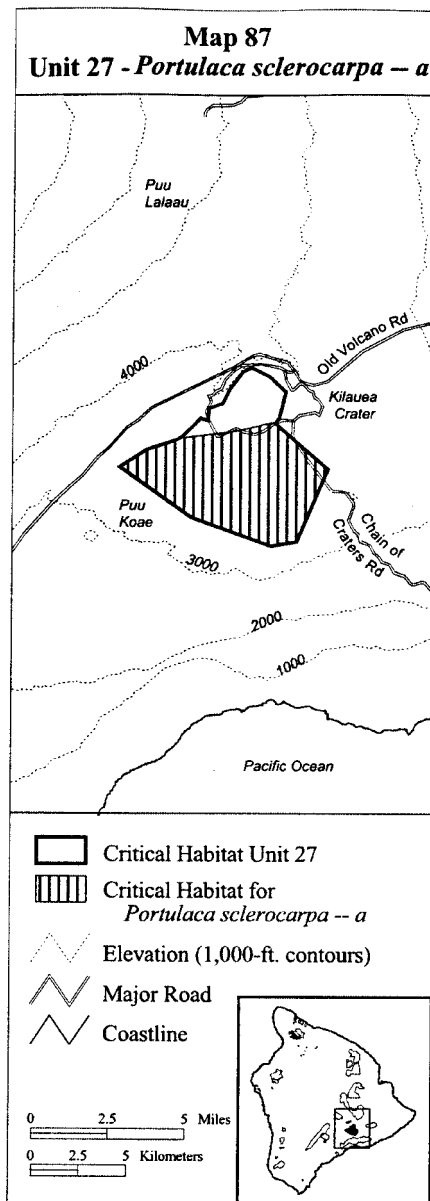 Map 87
Unit 27 - Portulaca sclerocarpa -- a
Puu
Lalaau
Old Volcano Rd
4000
Kilauea
Crater
Puu
Koae
Chain of
Craters Rd
3000
2000
1000
Pacific Ocean
Critical Habitat Unit 27
Critical Habitat for
Portulaca sclerocarpa -- a
Elevation (1,000-ft. contours)
Major Road
Coastline
0 2.5 5 Miles
0 2.5 5 Kilometers